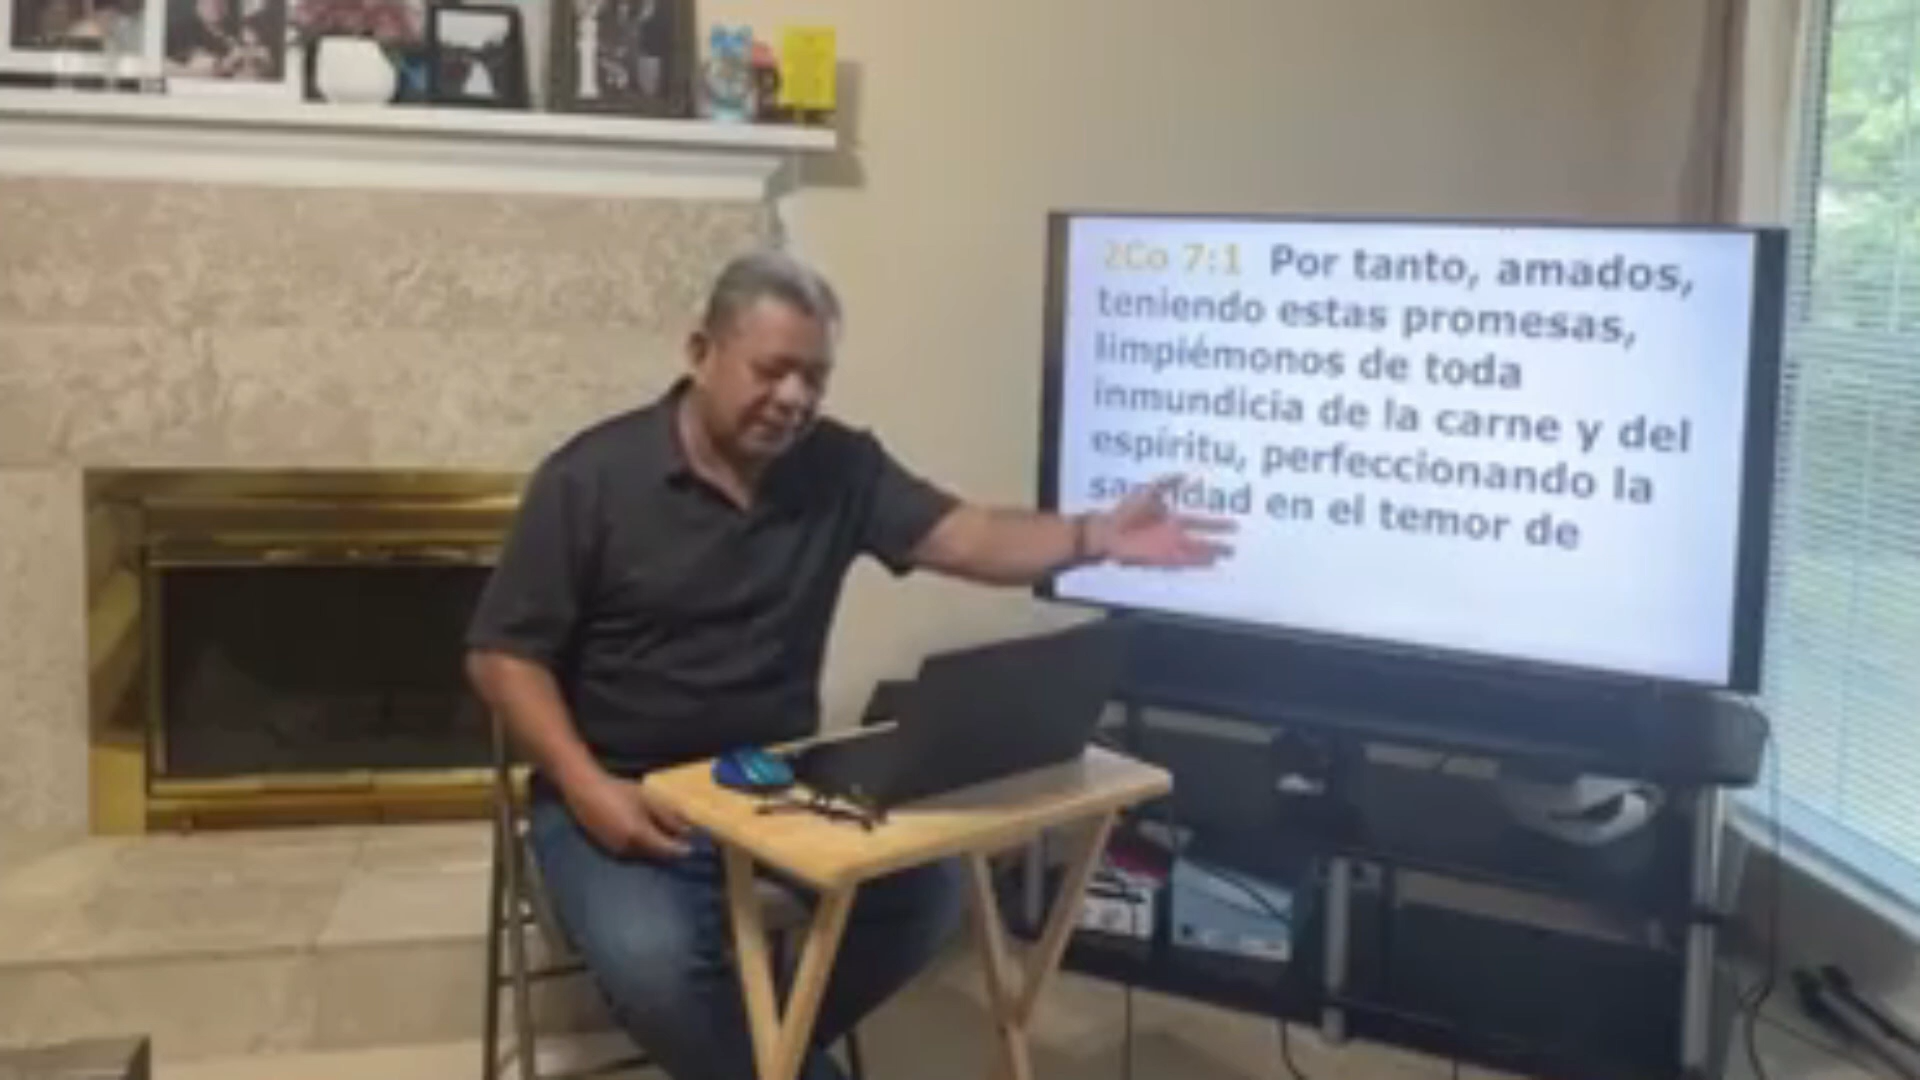 2Co 7:1 Por tanto, amados,
teniendo estas promesas,
limpiémonos de toda
inmundicia de la carne y del
espíritu, perfeccionando la
santidad en el temor de